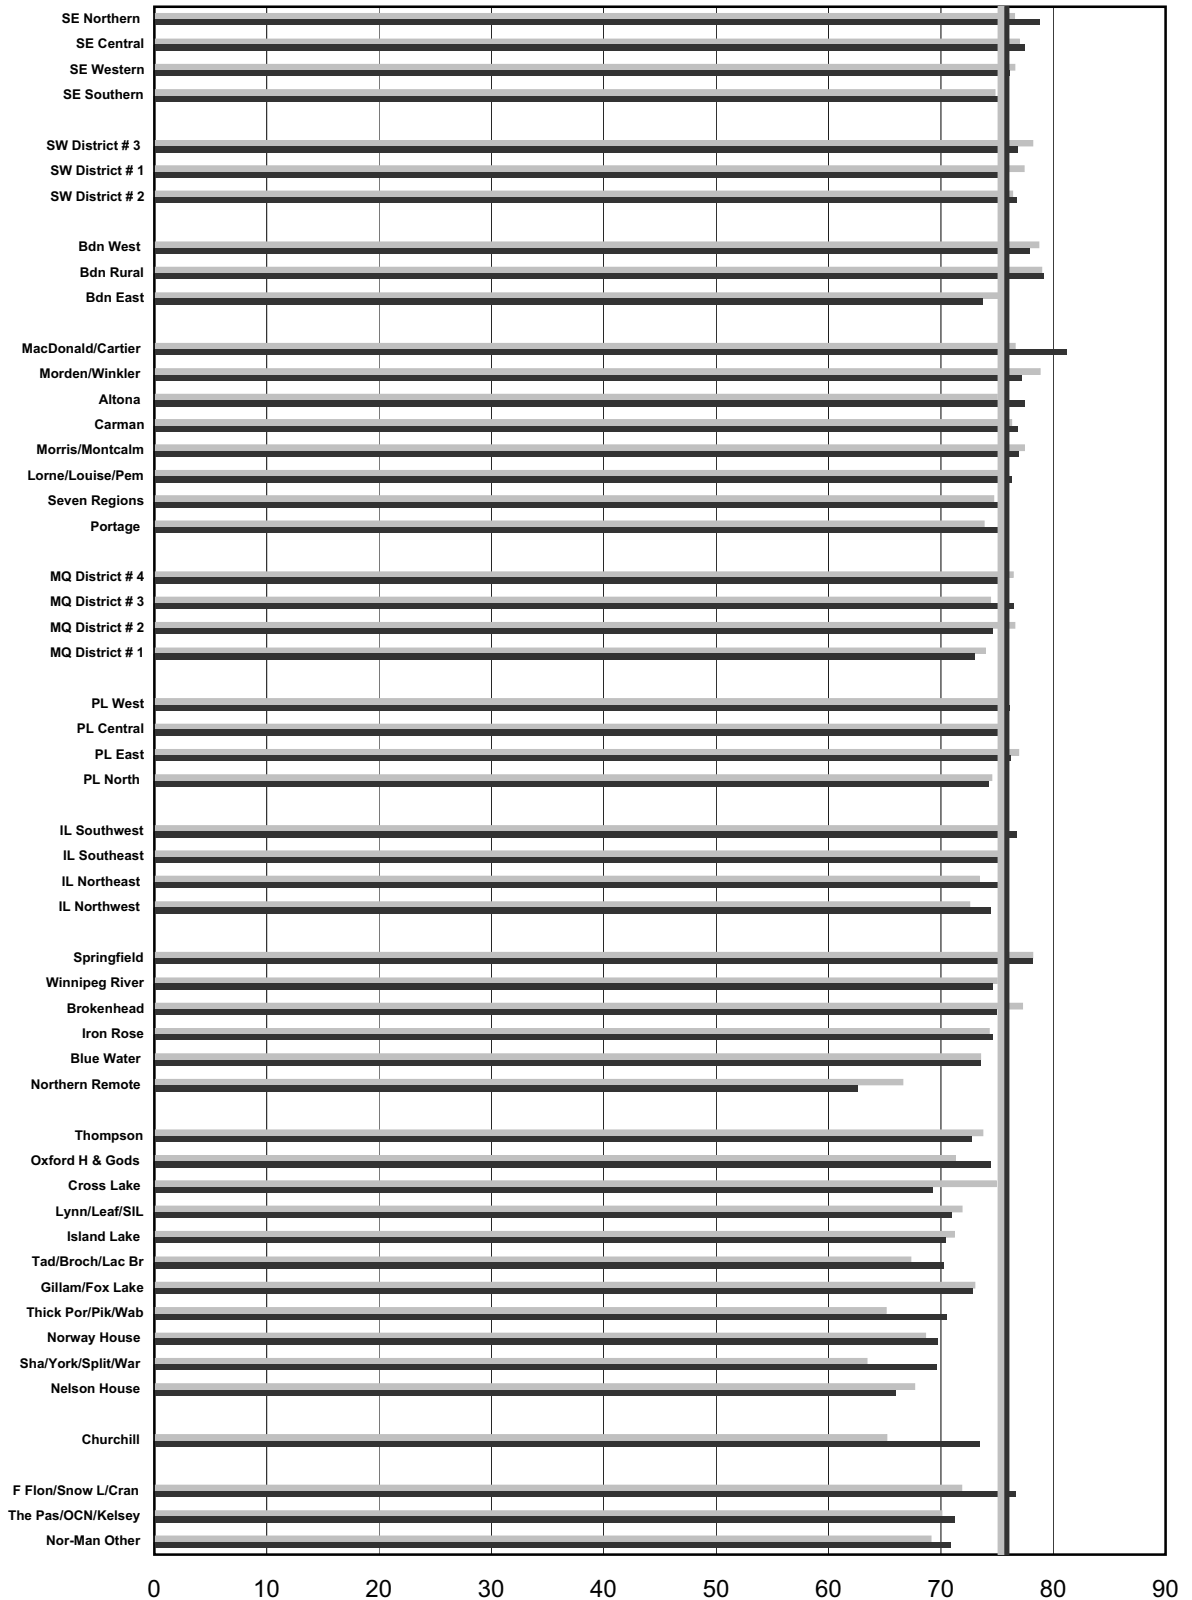 SE Northern
SE Central
SE Western
SE Southern
SW District # 3
SW District # 1
SW District # 2
Bdn West
Bdn Rural
Bdn East
MacDonald/Cartier
Morden/Winkler
Altona
Carman
Morris/Montcalm
Lorne/Louise/Pem
Seven Regions
Portage
MQ District # 4
MQ District # 3
MQ District # 2
MQ District # 1
PL West
PL Central
PL East
PL North
IL Southwest
IL Southeast
IL Northeast
IL Northwest
Springfield
Winnipeg River
Brokenhead
Iron Rose
Blue Water
Northern Remote
Thompson
Oxford H & Gods
Cross Lake
Lynn/Leaf/SIL
Island Lake
Tad/Broch/Lac Br
Gillam/Fox Lake
Thick Por/Pik/Wab
Norway House
Sha/York/Split/War
Nelson House
Churchill
F Flon/Snow L/Cran
The Pas/OCN/Kelsey
Nor-Man Other
0 10 20 30 40 50 60 70 80 90